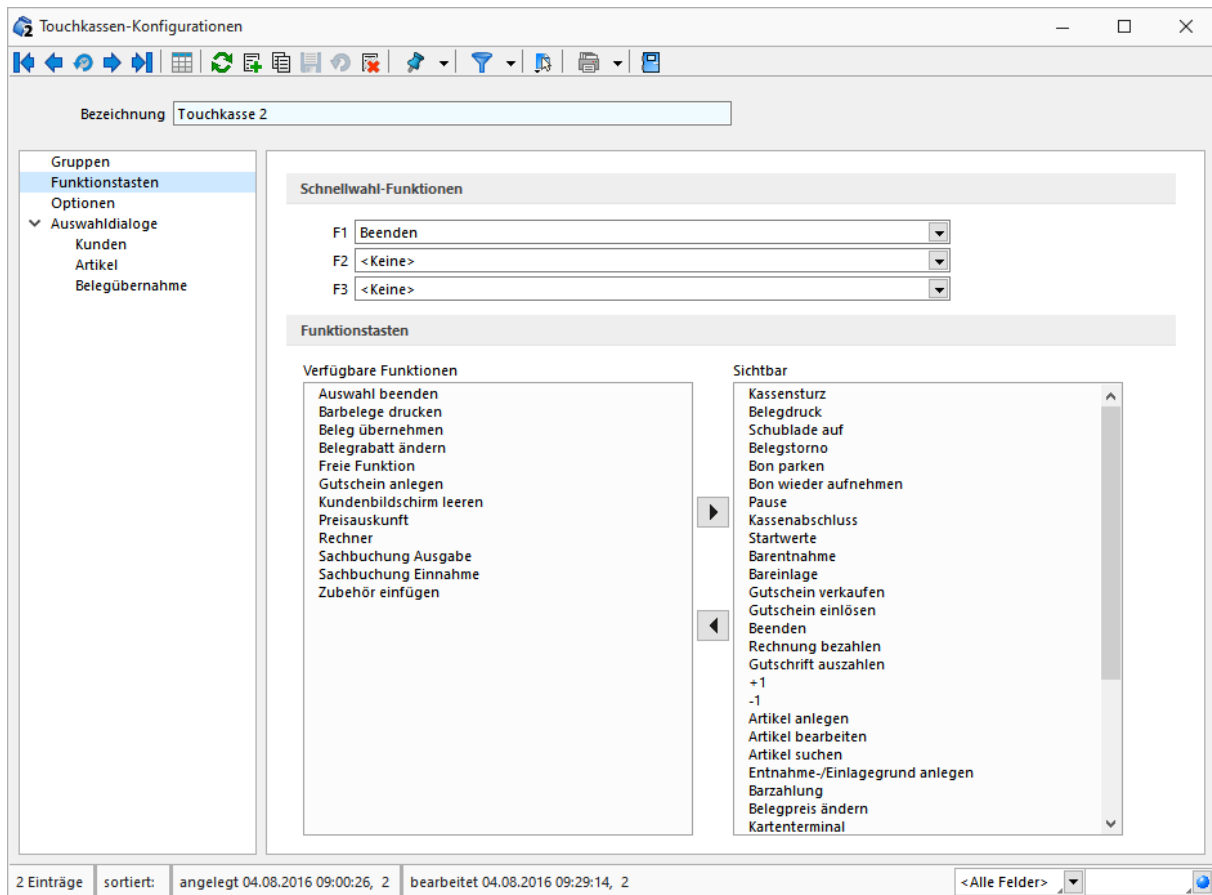 Touchkassen-Konfigurationen
Bezeichnung Touchkasse 2
Gruppen
Funktionstasten
Optionen
Auswahldialoge
Kunden
Artikel
Belegübernahme
Schnellwahl-Funktionen
F1 Beenden
F2 <Keine>
F3 <Keine>
Funktionstasten
Verfügbare Funktionen
Auswahl beenden
Barbelege drucken
Beleg übernehmen
Belegrabatt ändern
Freie Funktion
Gutschein anlegen
Kundenbildschirm leeren
Preisauskunft
Rechner
Sachbuchung Ausgabe
Sachbuchung Einnahme
Zubehör einfügen
Sichtbar
Kassensturz
Belegdruck
Schublade auf
Belegstorno
Bon parken
Bon wieder aufnehmen
Pause
Kassenabschluss
Startwerte
Barentnahme
Bareinlage
Gutschein verkaufen
Gutschein einlösen
Beenden
Rechnung bezahlen
Gutschrift auszahlen
+1
-1
Artikel anlegen
Artikel bearbeiten
Artikel suchen
Entnahme-/Einlagegrund anlegen
Barzahlung
Belegpreis ändern
Kartenterminal
2 Einträge sortiert: angelegt 04.08.2016 09:00:26, 2 bearbeitet 04.08.2016 09:29:14, 2 <Alle Felder>